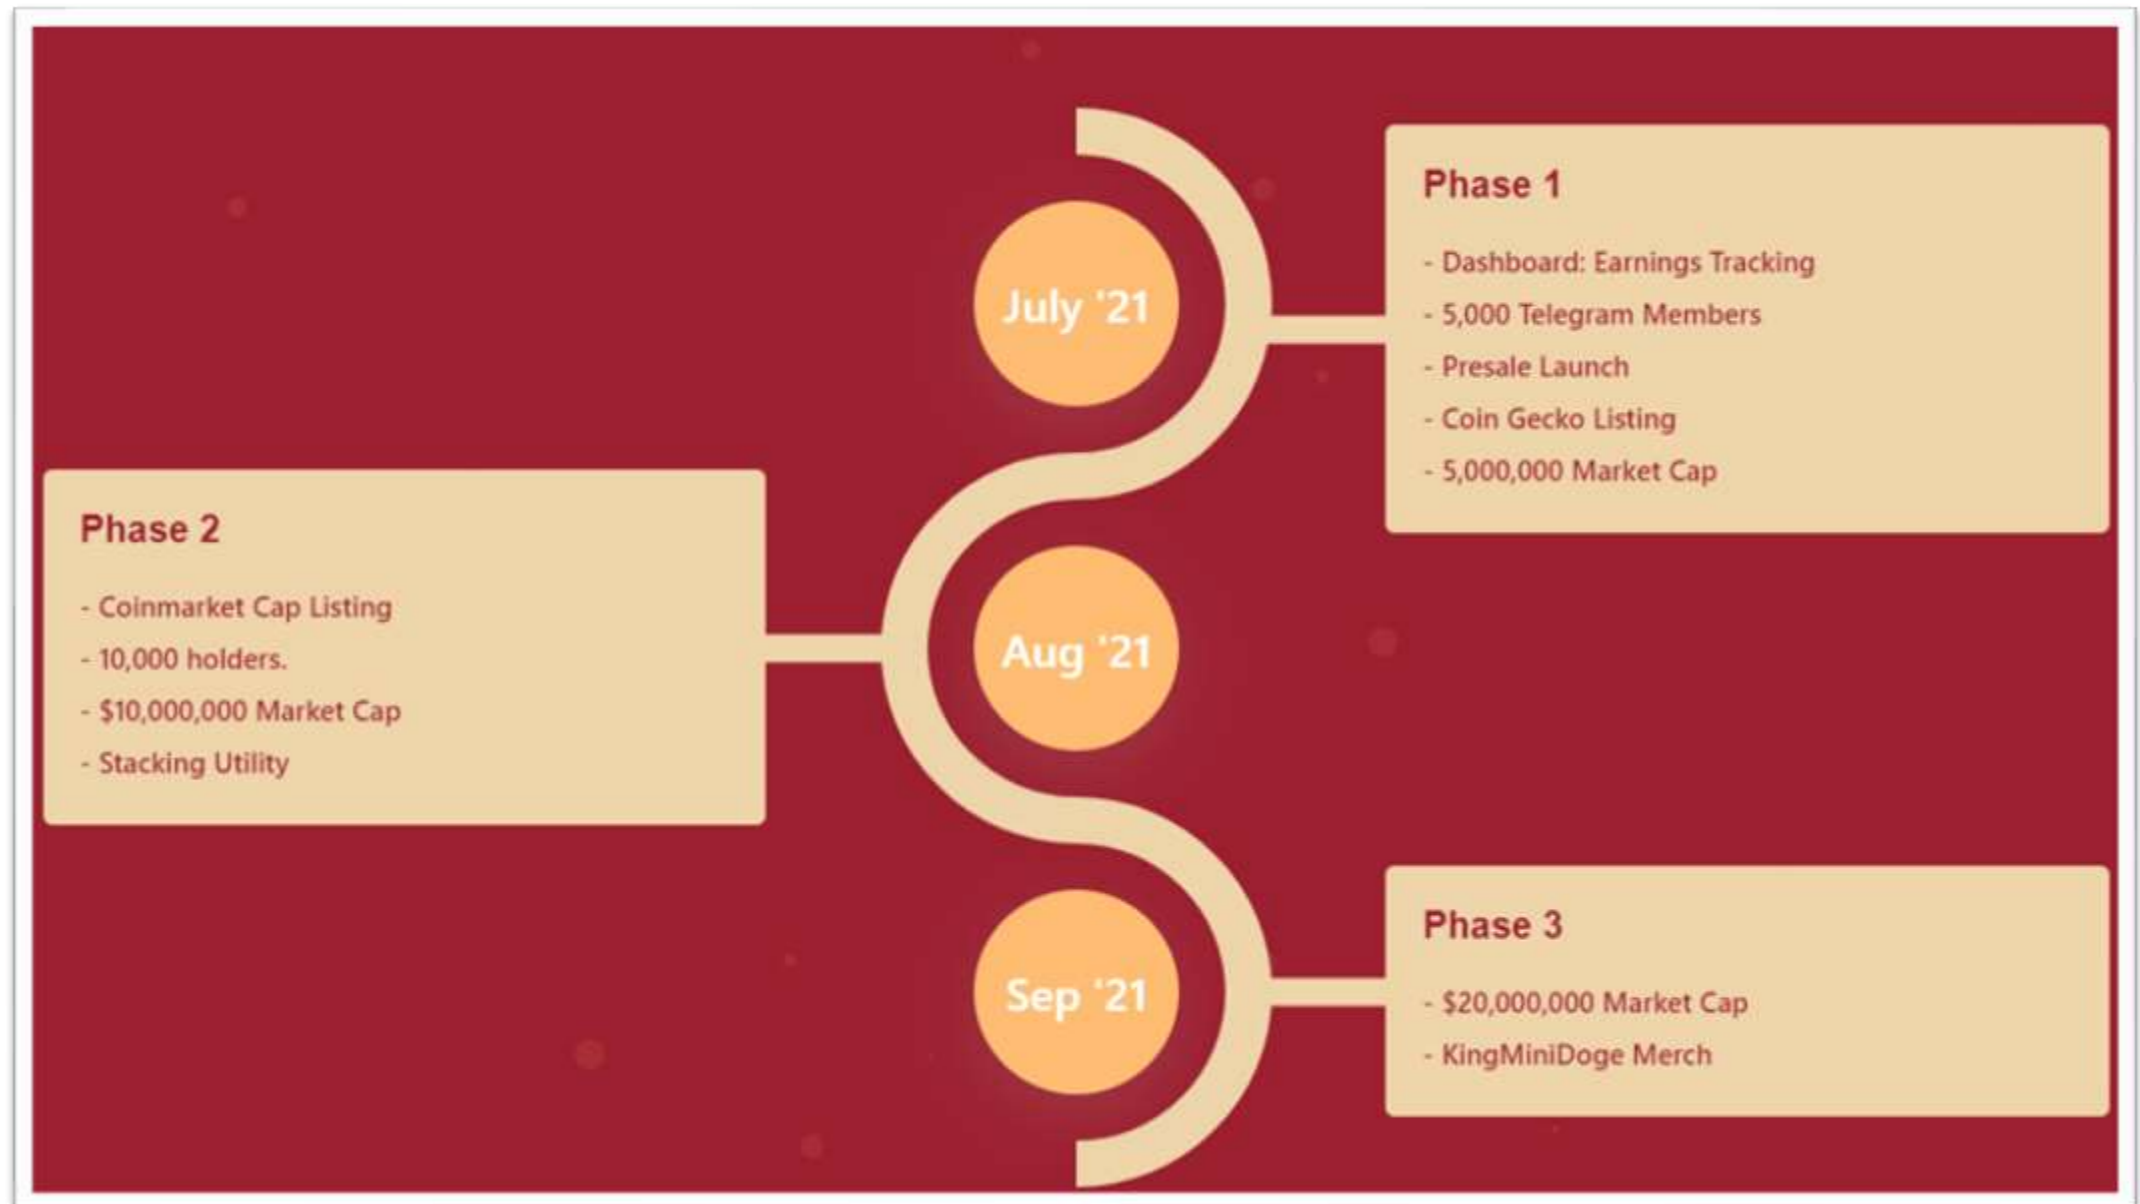 July '21
Phase 1
- Dashboard: Earnings Tracking
- 5,000 Telegram Members
- Presale Launch
- Coin Gecko Listing
- 5,000,000 Market Cap
Aug '21
Phase 2
- Coinmarket Cap Listing
- 10,000 holders.
- $10,000,000 Market Cap
- Stacking Utility
Sep '21
Phase 3
- $20,000,000 Market Cap
- KingMiniDoge Merch